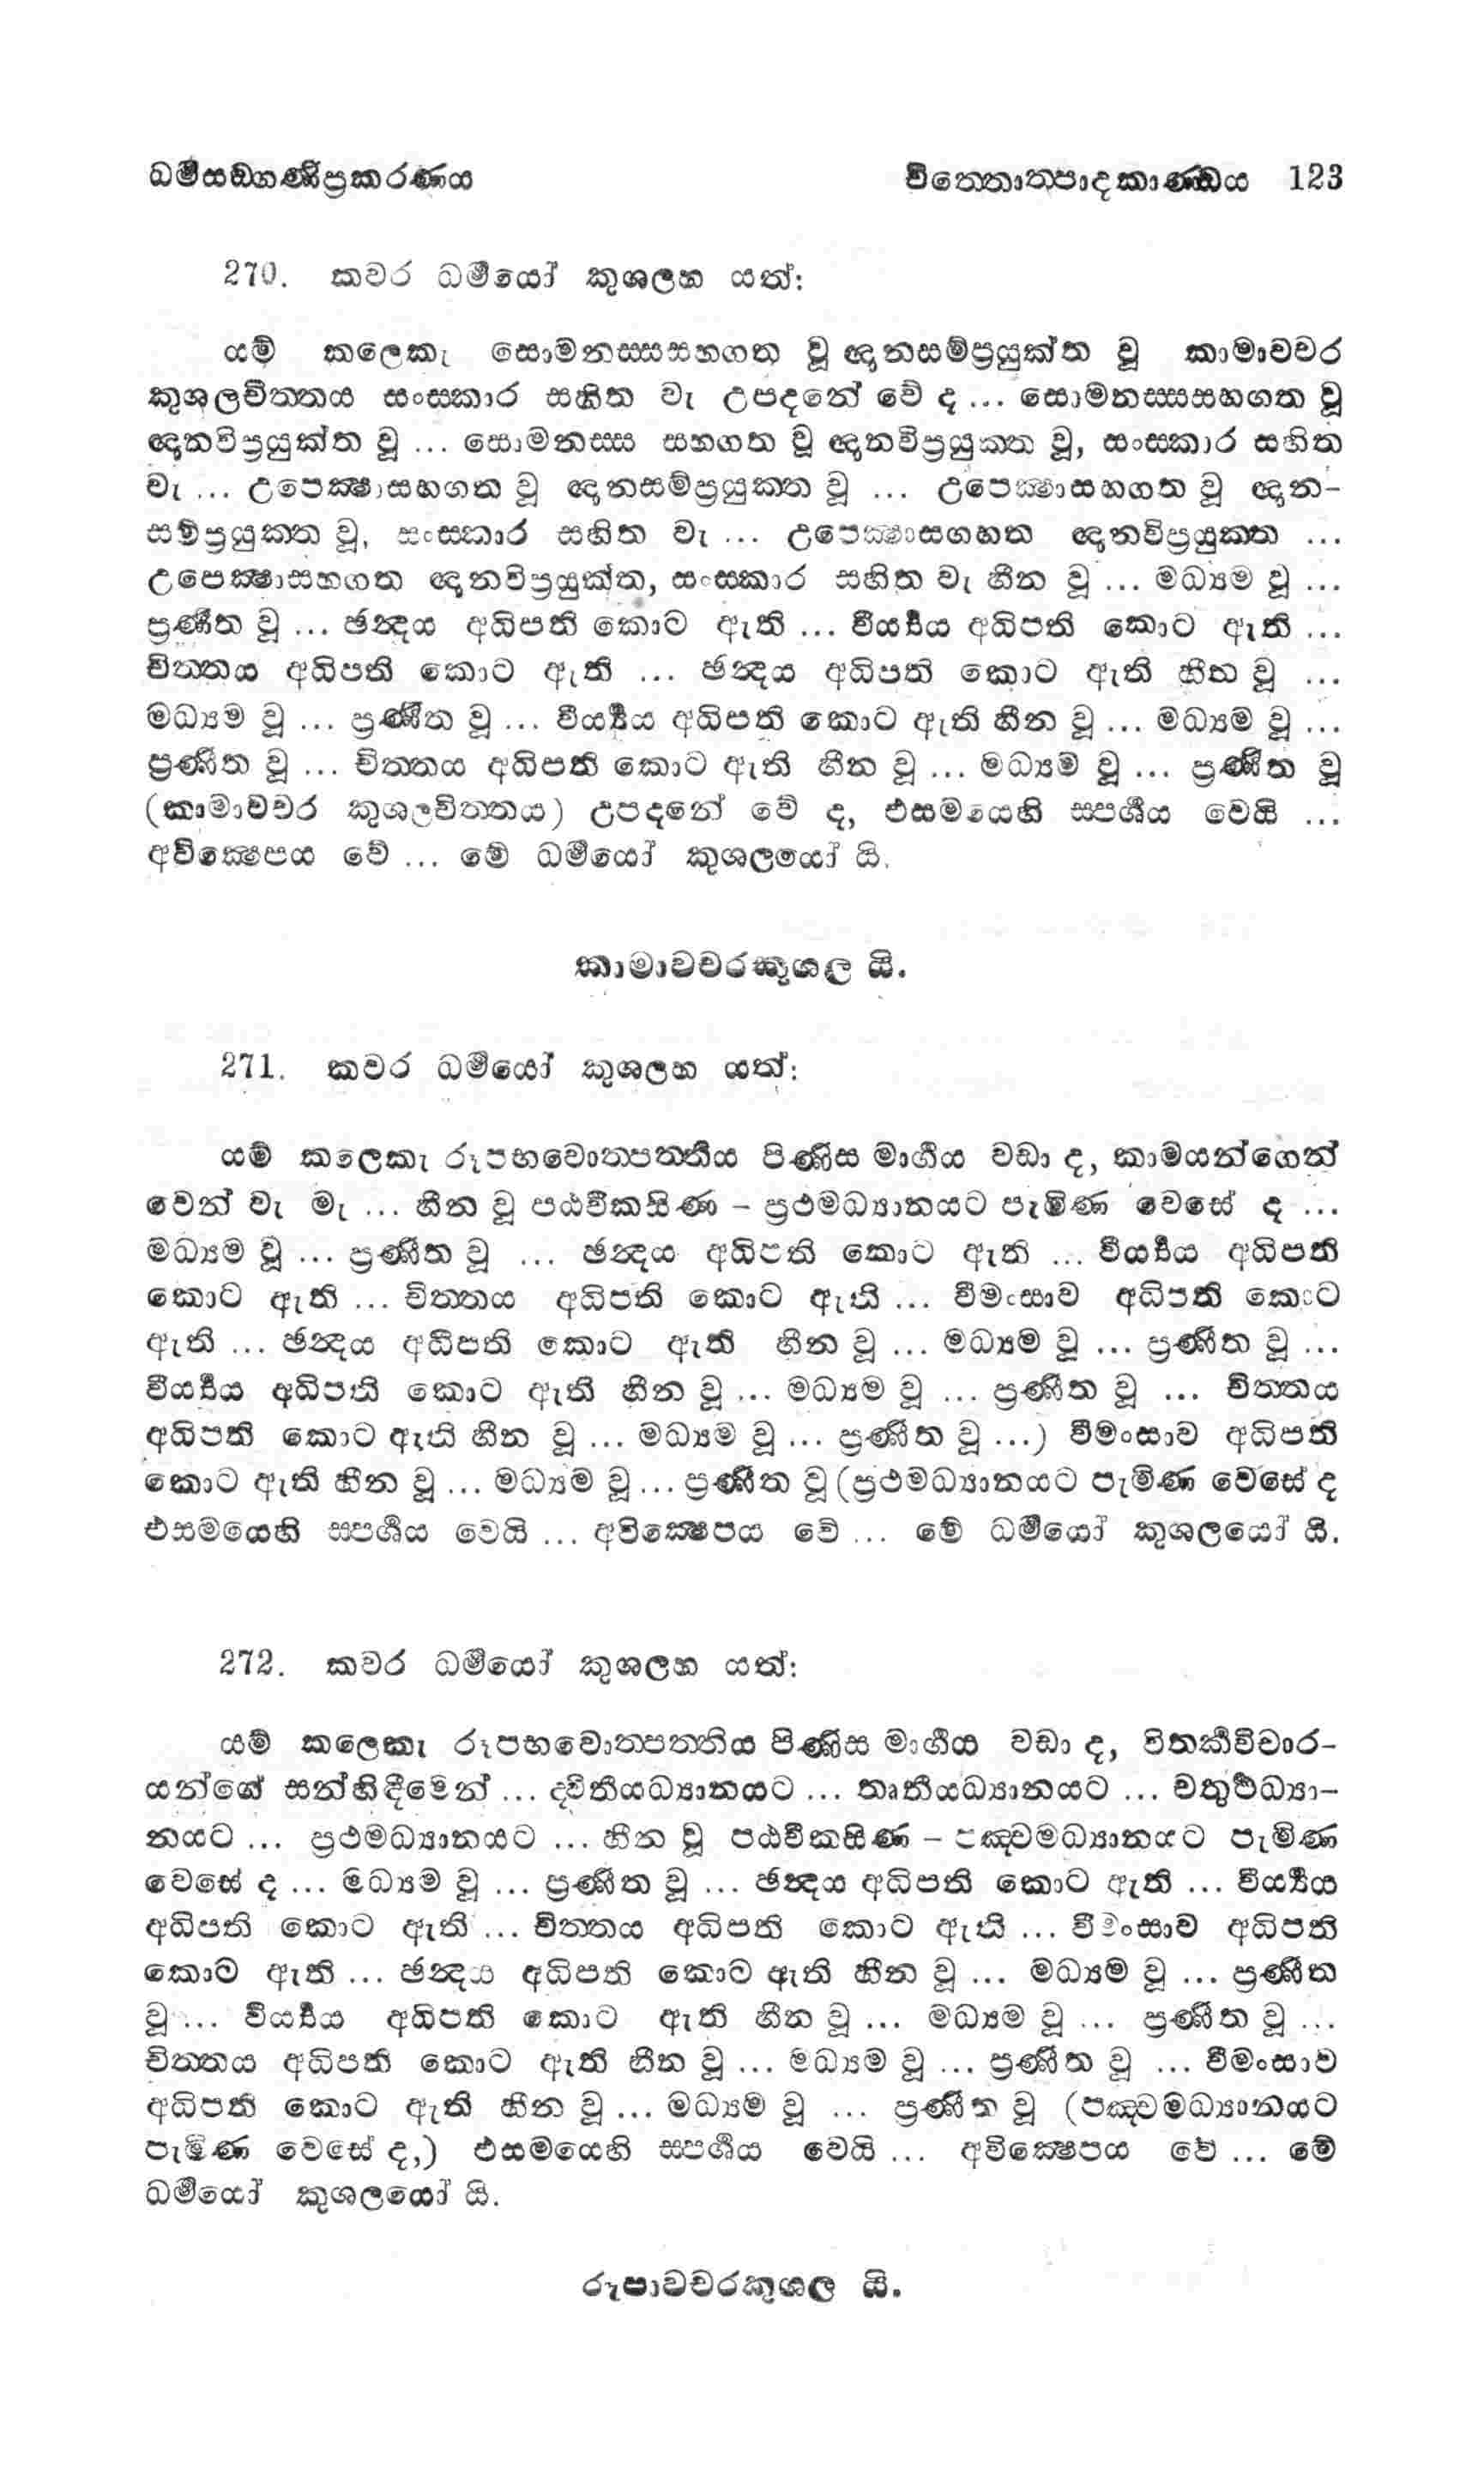 ධර්මසඞ්ගණිප්‍රකරණය චිත්තොත්පාදකාණ්ඩය 123
270. කවර ධර්මයෝ කුශලහ යත්:
යම් කලෙකැ සොමනස්සසහගත වූ ඥානසම්ප්‍රයුක්ත වූ කාමාවචර
කුශලචිත්තය සංස්කාර සහිත වැ උපදනේ වේ ද ... සොමනස්සසහගත වූ
ඥානවිප්‍රයුක්ත වූ ... සොමනස්ස සහගත වූ ඥානවිප්‍රයුක්ත වූ, සංස්කාර සහිත
වැ ... උපෙක්ෂාසහගත වූ ඥානසම්ප්‍රයුක්ත වූ ... උපෙක්ෂාසහගත වූ ඥාන-
සම්ප්‍රයුක්ත වූ, සංස්කාර සහිත වැ ... උපෙක්ෂාසගහත ඥානවිප්‍රයුක්ත ...
උපෙක්ෂාසහගත ඥානවිප්‍රයුක්ත, සංස්කාර සහිත වැ හීන වූ ... මධ්‍යම වූ ...
ප්‍රණීත වූ ... ඡන්දය අධිපති කොට ඇති ... වීර්‍ය්‍යය අධිපති කොට ඇති ...
චිත්තය අධිපති කොට ඇති ... ඡන්දය අධිපති කොට ඇති හීන වූ ...
මධ්‍යම වූ ... ප්‍රණීත වූ ... වීර්‍ය්‍යය අධිපති කොට ඇති හීන වූ ... මධ්‍යම වූ ...
ප්‍රණීත වූ ... චිත්තය අධිපති කොට ඇති හීන වූ ... මධ්‍යම වූ ... ප්‍රණීත වූ
(කාමාවචර කුශලචිත්තය) උපදනේ වේ ද, එසමයෙහි ස්පර්ශය වෙයි ...
අවික්ෂෙපය වේ ... මේ ධර්මයෝ කුශලයෝ යි.
කාමාවචරකුශල යි.
271. කවර ධර්මයෝ කුශලහ යත්:
යම් කලෙකැ රූපභවොත්පත්තිය පිණිස මාර්ගය වඩා ද, කාමයන්ගෙන්
වෙන් වැ මැ ... හීන වූ පඨවීකසිණ – ප්‍රථමධ්‍යානයට පැමිණ වෙසේ ද ...
මධ්‍යම වූ ... ප්‍රණීත වූ ... ඡන්දය අධිපති කොට ඇති ... වීර්‍ය්‍යය අධිපති
කොට ඇති ... චිත්තය අධිපති කොට ඇති ... වීමංසාව අධිපති කොට
ඇති ... ඡන්දය අධිපති කොට ඇති හීන වූ ... මධ්‍යම වූ ... ප්‍රණීත වූ ...
වීර්‍ය්‍යය අධිපති කොට ඇති හීන වූ ... මධ්‍යම වූ ... ප්‍රණීත වූ ... චිත්තය
අධිපති කොට ඇති හීන වූ ... මධ්‍යම වූ ... ප්‍රණීත වූ ...) වීමංසාව අධිපති
කොට ඇති හීන වූ ... මධ්‍යම වූ ... ප්‍රණීත වූ (ප්‍රථමධ්‍යානයට පැමිණ වෙසේ ද
එසමයෙහි ස්පර්ශය වෙයි ... අවික්ෂෙපය වේ ... මේ ධර්මයෝ කුශලයෝ යි.
272. කවර ධර්මයෝ කුශලහ යත්:
යම් කලෙකැ රූපභවොත්පත්තිය පිණිස මාර්ගය වඩා ද, විතර්කවිචාර-
යන්ගේ සන්හිඳීමෙන් ... ද්විතීයධ්‍යානයට ... තෘතීයධ්‍යානයට ... චතුර්ථධ්‍යා-
නයට ... ප්‍රථමධ්‍යානයට ... හීන වූ පඨවීකසිණ – පඤ්චමධ්‍යානයට පැමිණ
වෙසේ ද ... මධ්‍යම වූ ... ප්‍රණීත වූ ... ඡන්දය අධිපති කොට ඇති ... වීර්‍ය්‍යය
අධිපති කොට ඇති ... චිත්තය අධිපති කොට ඇති ... වීමංසාව අධිපති
කොට ඇති ... ඡන්දය අධිපති කොට ඇති හීන වූ ... මධ්‍යම වූ ... ප්‍රණීත
වූ ... වීර්‍ය්‍යය අධිපති කොට ඇති හීන වූ ... මධ්‍යම වූ ... ප්‍රණීත වූ ...
චිත්තය අධිපති කොට ඇති හීන වූ ... මධ්‍යම වූ ... ප්‍රණීත වූ ... වීමංසාව
අධිපති කොට ඇති හීන වූ ... මධ්‍යම වූ ... ප්‍රණීත වූ (පඤ්චමධ්‍යානයට
පැමිණ වෙසේ ද,) එසමයෙහි ස්පර්ශය වෙයි ... අවික්ෂෙපය වේ ... මේ
ධර්මයෝ කුශලයෝ යි.
රූපාවචරකුශල යි.